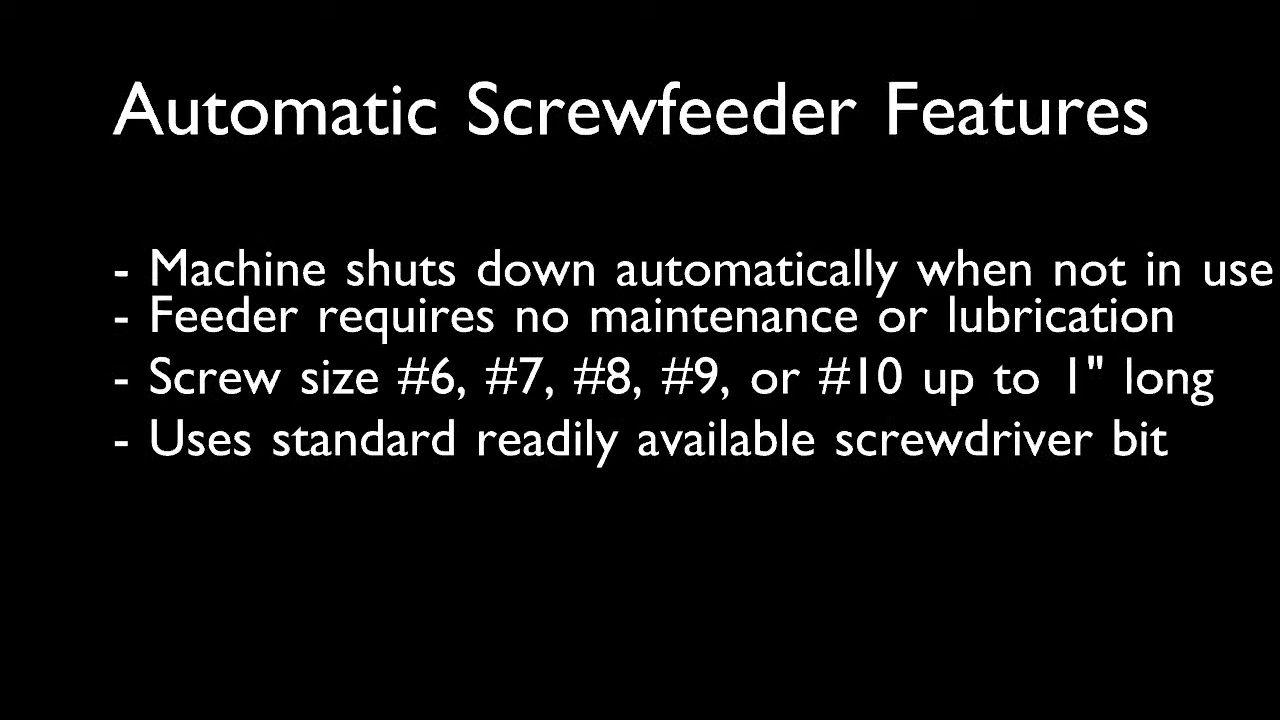 Automatic Screwfeeder Features
- Machine shuts down automatically when not in use
- Feeder requires no maintenance or lubrication
- Screw size #6, #7, #8, #9, or #10 up to 1" long
- Uses standard readily available screwdriver bit